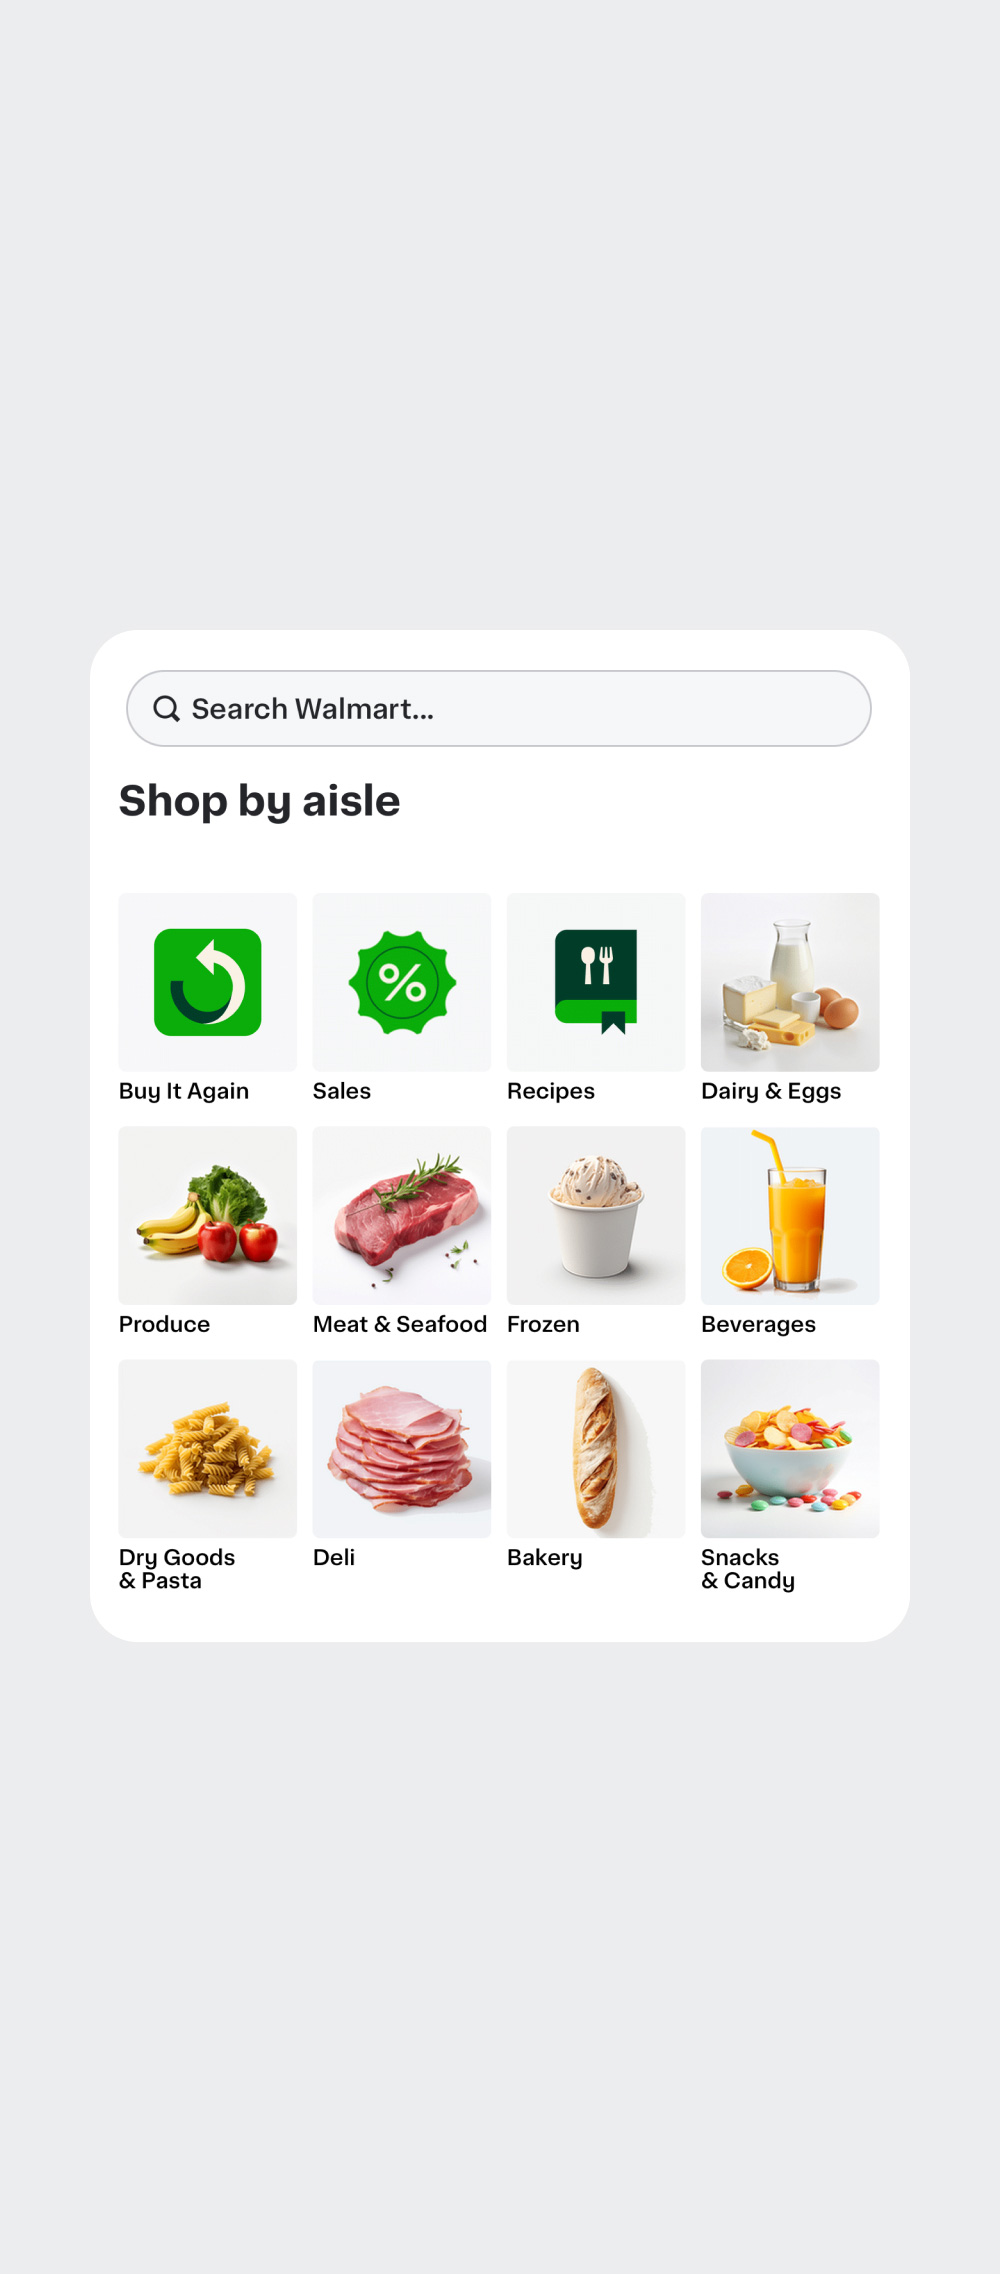 Search Walmart...
Shop by aisle
%
Buy It Again
Sales
Recipes
Dairy & Eggs
Produce
Meat & Seafood
Frozen
Beverages
Dry Goods
& Pasta
Deli
Bakery
Snacks
& Candy